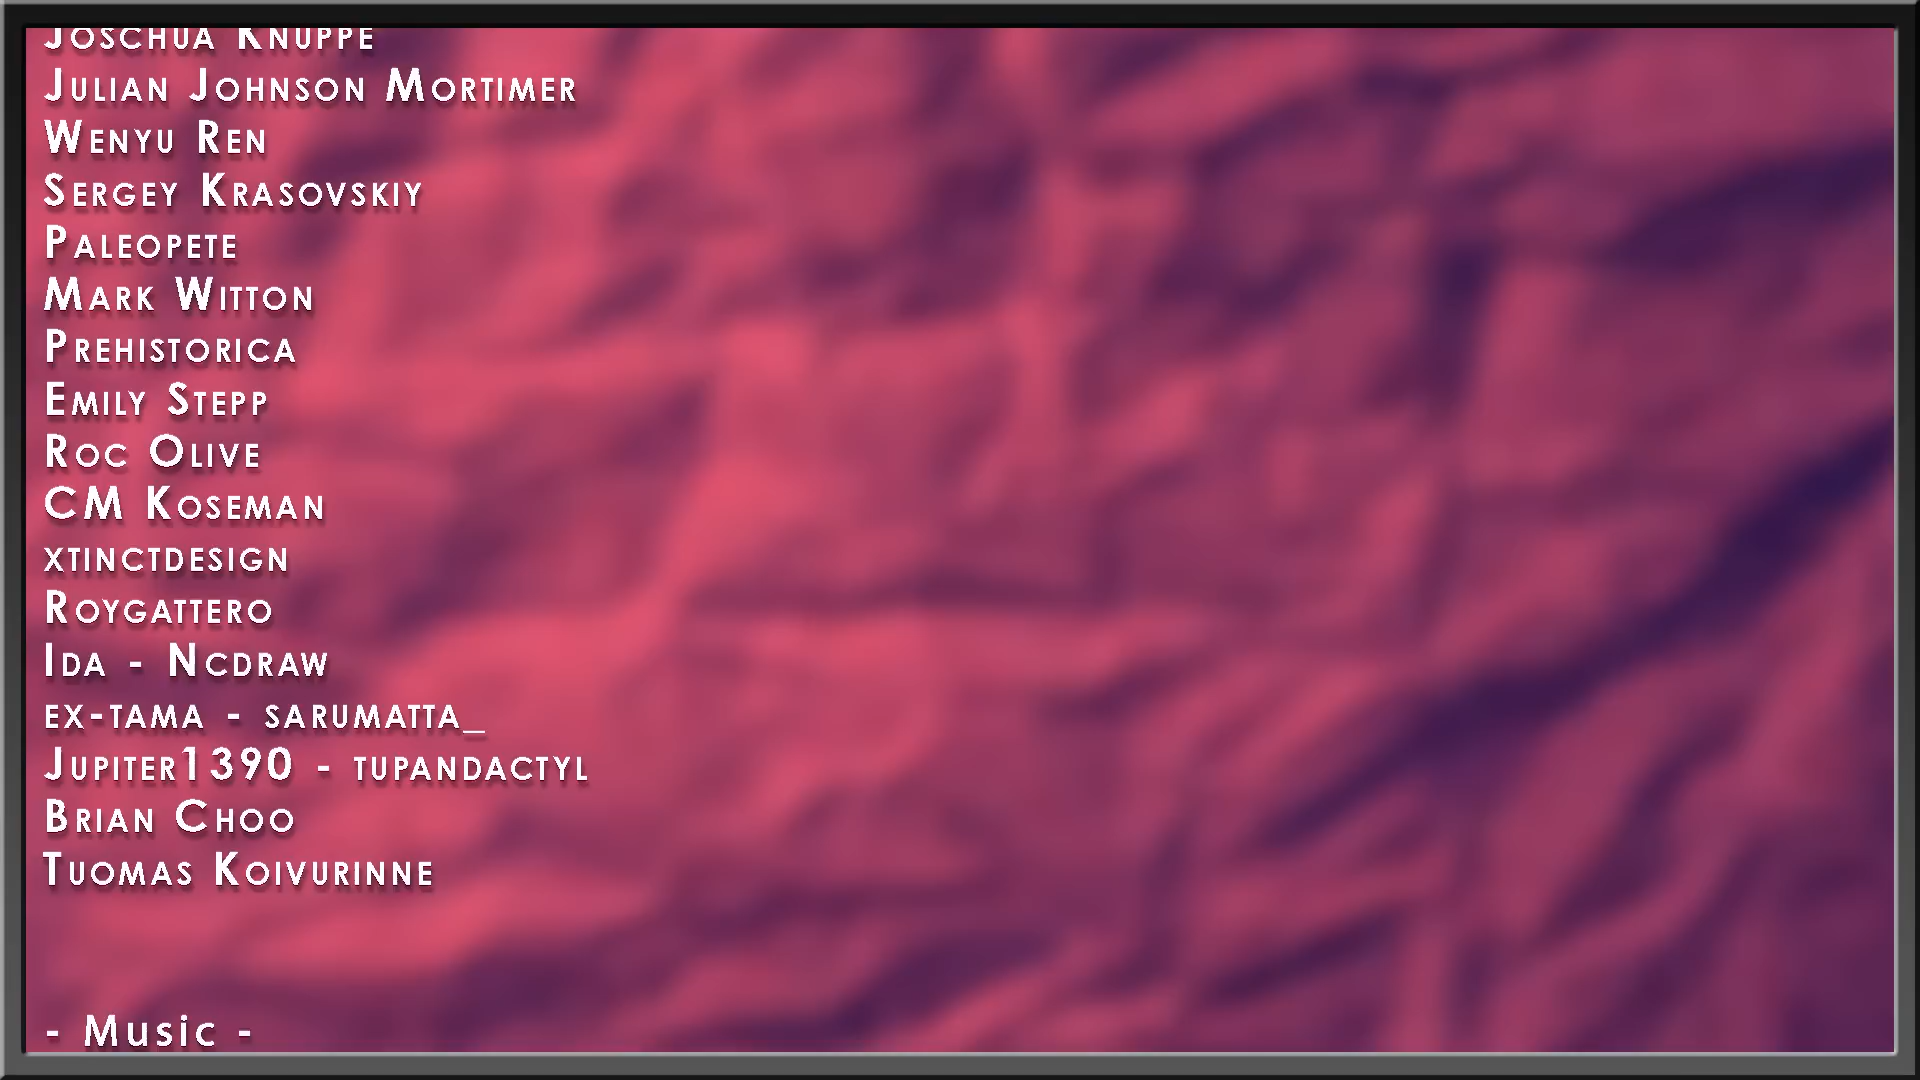 Joschua Knuppe
Julian Johnson Mortimer
Wenyu Ren
Sergey Krasovskiy
Paleopete
Mark Witton
Prehistorica
Emily Stepp
Roc Olive
CM Koseman
xtinctdesign
Roygattero
Ida - Ncdraw
ex-tama - sarumatta_
Jupiter1390 - tupandactyl
Brian Choo
Tuomas Koivurinne
- Music -